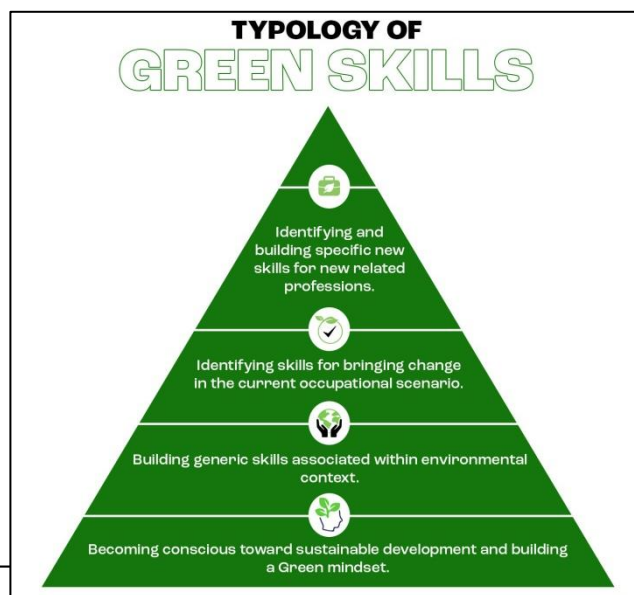 TYPOLOGY OF
GREEN SKILLS
Identifying and
building specific new
skills for new related
professions.
Identifying skills for bringing change
in the current occupational scenario.
Building generic skills associated within environmental
context.
Becoming conscious toward sustainable development and building
a Green mindset.